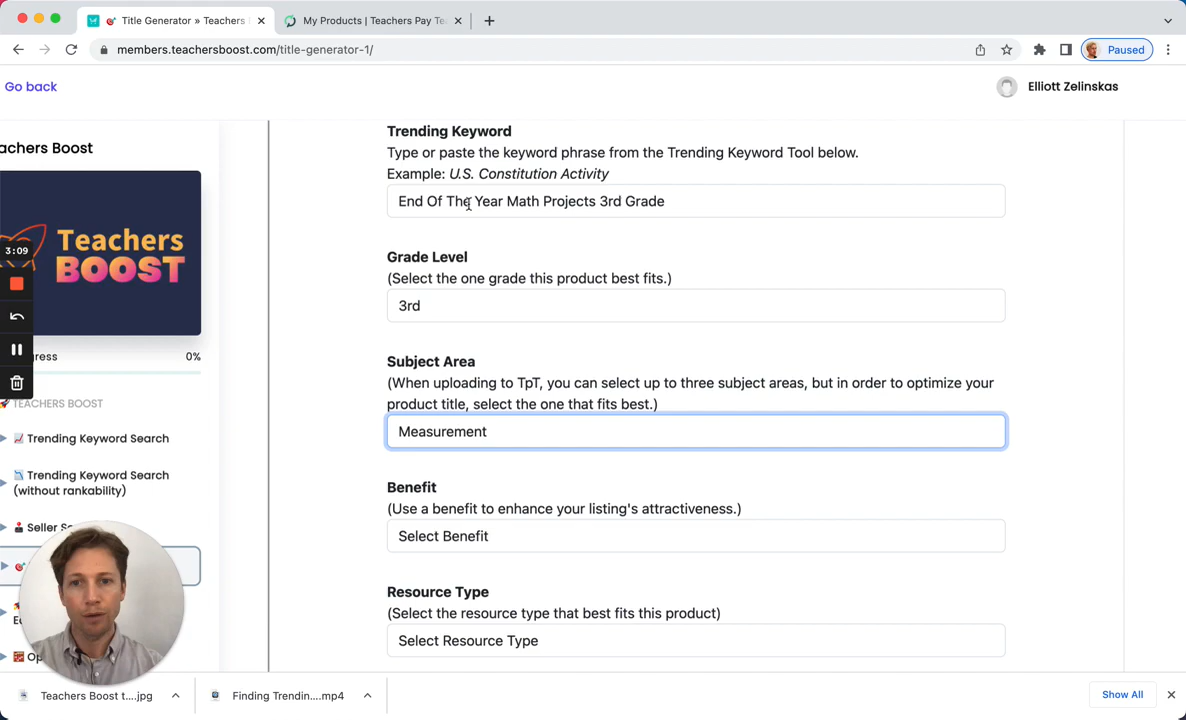 Title Generator » Teachers
My Products | Teachers Pay Tea
members.teachersboost.com/title-generator-1/
Paused
Go back
Elliott Zelinskas
achers Boost
Teachers
BOOST
3:09
gress
0%
TEACHERS BOOST
Trending Keyword Search
Trending Keyword Search
(without rankability)
Seller
Trending Keyword
Type or paste the keyword phrase from the Trending Keyword Tool below.
Example: U.S. Constitution Activity
End Of The Year Math Projects 3rd Grade
Grade Level
(Select the one grade this product best fits.)
3rd
Subject Area
(When uploading to TpT, you can select up to three subject areas, but in order to optimize your
product title, select the one that fits best.)
Measurement
Benefit
(Use a benefit to enhance your listing's attractiveness.)
Select Benefit
Resource Type
(Select the resource type that best fits this product)
Select Resource Type
Teachers Boost t....jpg
Finding Trendin....mp4
Show All